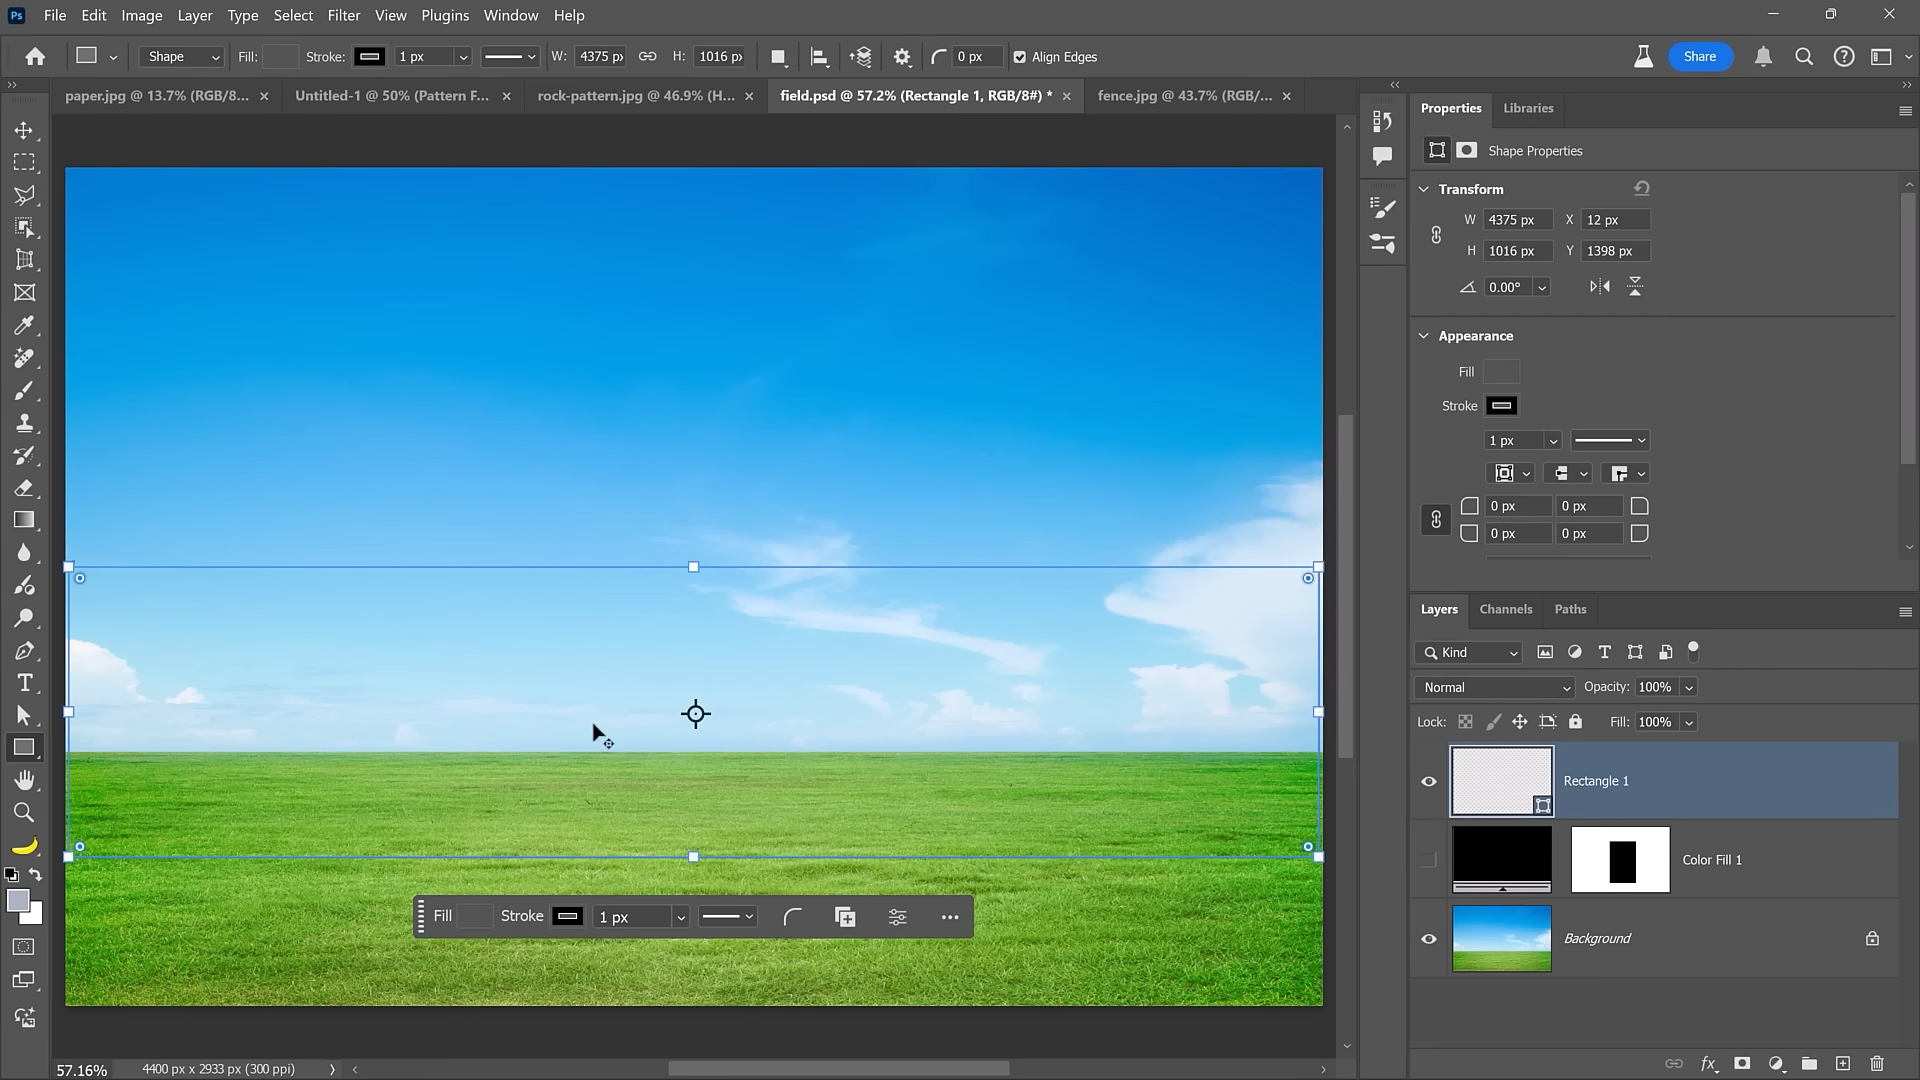 Ps File Edit Image Layer Type Select Filter View Plugins Window Help
Shape Fill: Stroke: 1 px W: 4375 px H: 1016 px 0 px Align Edges Share
paper.jpg @ 13.7% (RGB/8... Untitled-1 @ 50% (Pattern F... rock-pattern.jpg @ 46.9% (H... field.psd @ 57.2% (Rectangle 1, RGB/8#) * fence.jpg @ 43.7% (RGB/...
Properties Libraries
Shape Properties
Transform
W 4375 px X 12 px
H 1016 px Y 1398 px
0.00°
Appearance
Fill
Stroke
1 px
0 px 0 px
0 px 0 px
Layers Channels Paths
Kind
Normal Opacity: 100%
Lock: Fill: 100%
Rectangle 1
Color Fill 1
Background
Fill Stroke 1 px
57.16% 4400 px x 2933 px (300 ppi)